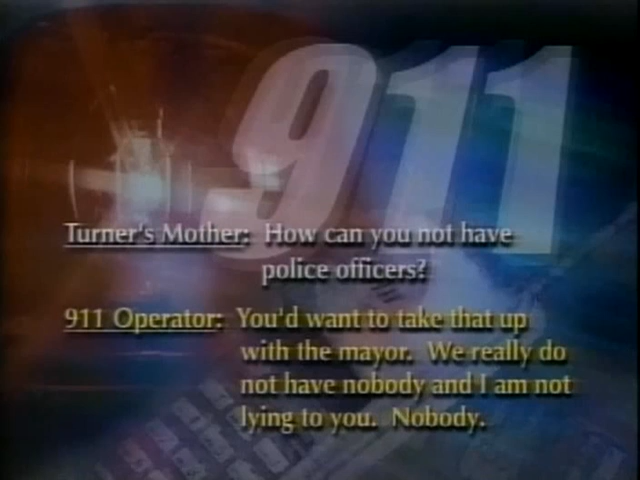 911
Turner's Mother: How can you not have
police officers?
911 Operator: You'd want to take that up
with the mayor. We really do
not have nobody and I am not
lying to you. Nobody.